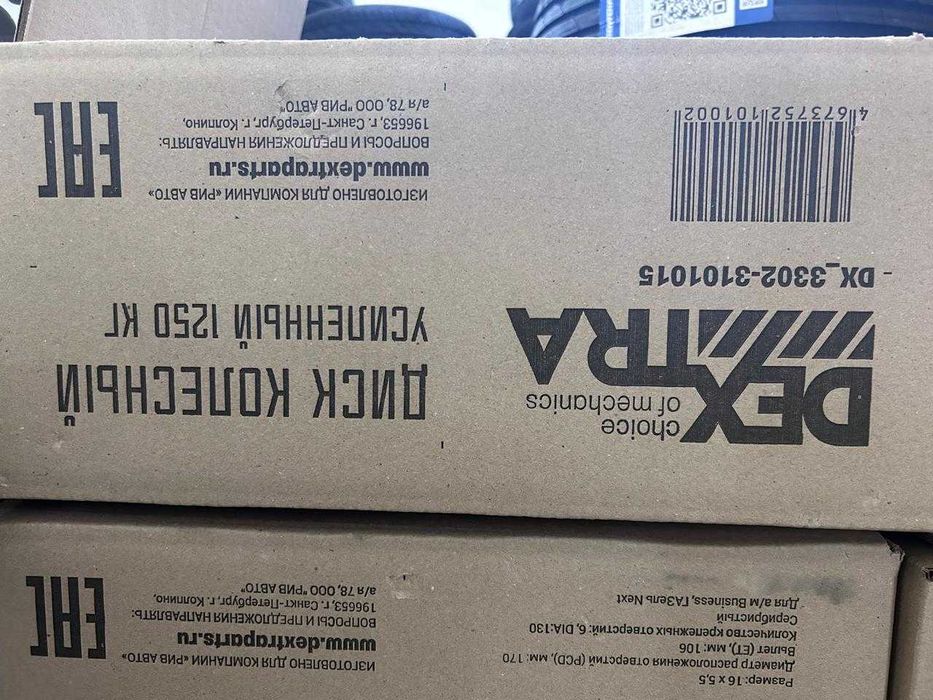 DEXTRA
choice
of mechanics
DX_3302-3101015
4 673752 101002
ДИСК КОЛЕСНЫЙ
УСИЛЕННЫЙ 1250 КГ
ИЗГОТОВЛЕНО ДЛЯ КОМПАНИИ «РИВ АВТО»
www.dextraparts.ru
ВОПРОСЫ И ПРЕДЛОЖЕНИЯ НАПРАВЛЯТЬ:
196653, г. Санкт-Петербург, г. Колпино,
а/я 78, ООО "РИВ АВТО"
EAC
Размер: 16 x 5,5
Диаметр расположения отверстий (PCD), мм: 170
Вылет (ET), мм: 106
Количество крепежных отверстий: 6, DIA:130
Серибристый
Для а/м Business, ГАЗель Next
ИЗГОТОВЛЕНО ДЛЯ КОМПАНИИ «РИВ АВТО»
www.dextraparts.ru
ВОПРОСЫ И ПРЕДЛОЖЕНИЯ НАПРАВЛЯТЬ:
196653, г. Санкт-Петербург, г. Колпино,
а/я 78, ООО "РИВ АВТО"
EAC